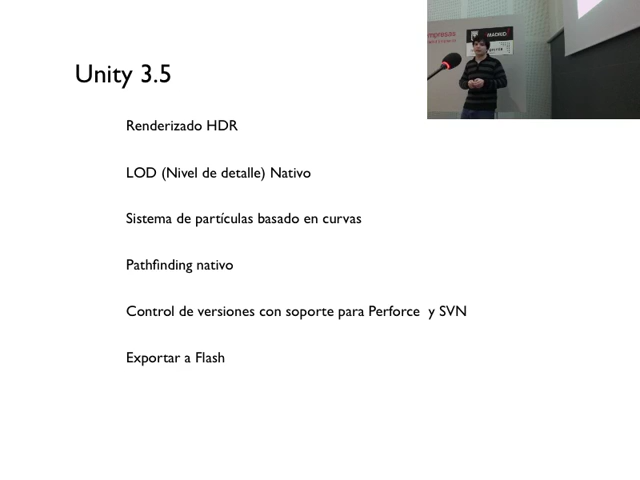 Unity 3.5
Renderizado HDR
LOD (Nivel de detalle) Nativo
Sistema de partículas basado en curvas
Pathfinding nativo
Control de versiones con soporte para Perforce y SVN
Exportar a Flash